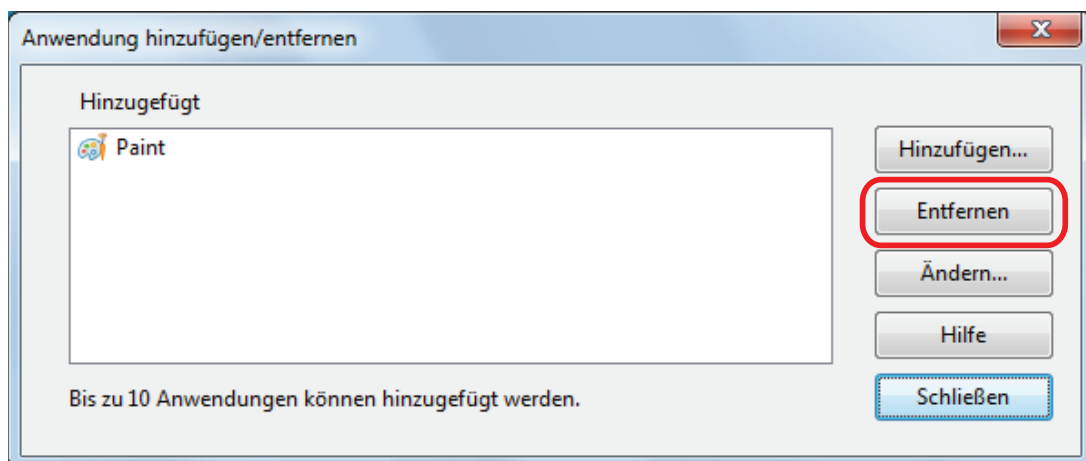 Anwendung hinzufügen/entfernen
Hinzugefügt
Paint
Hinzufügen...
Entfernen
Ändern...
Hilfe
Schließen
Bis zu 10 Anwendungen können hinzugefügt werden.